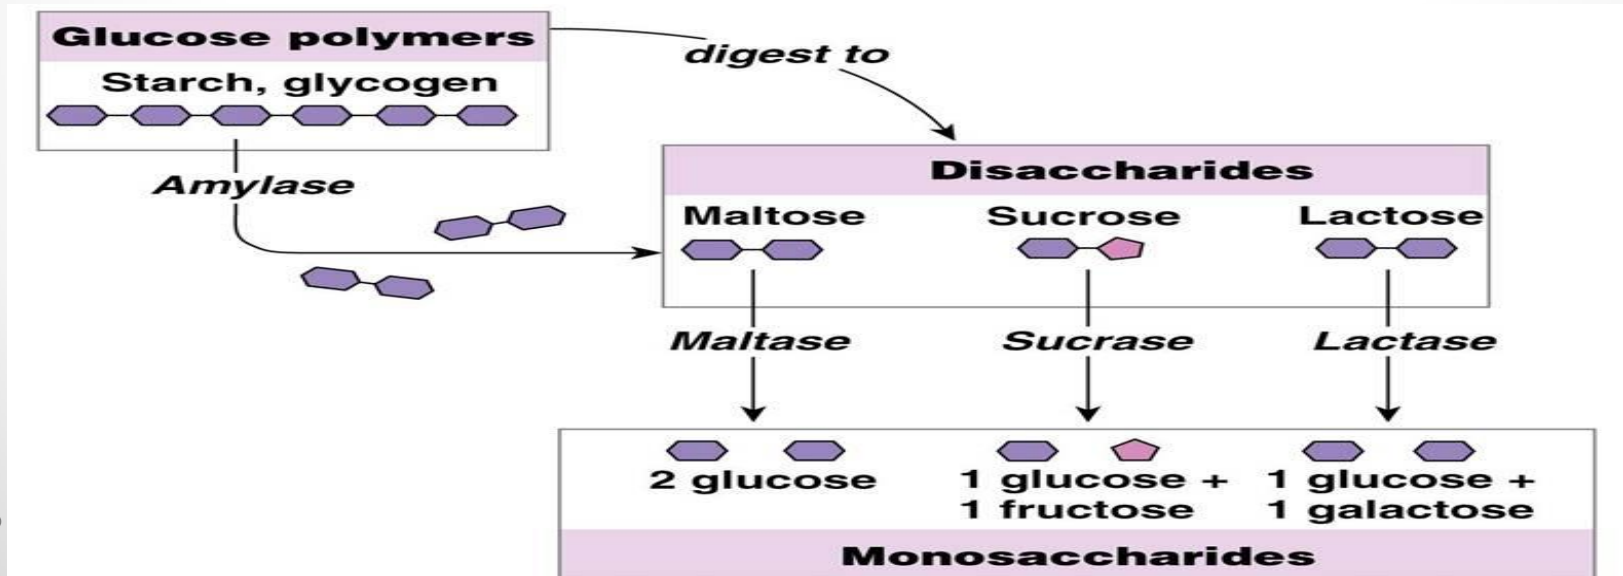 Glucose polymers
Starch, glycogen
digest to
Amylase
Disaccharides
Maltose
Sucrose
Lactose
Maltase
Sucrase
Lactase
2 glucose
1 glucose +
1 fructose
1 glucose +
1 galactose
Monosaccharides